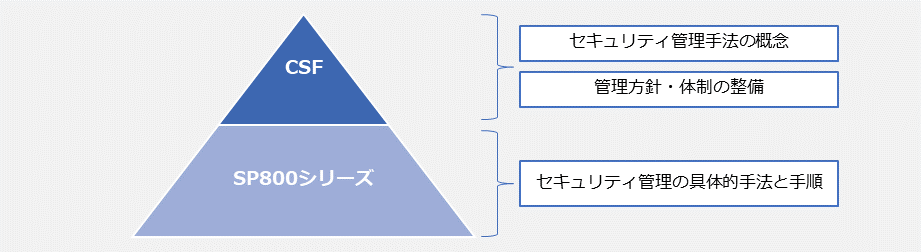 CSF
セキュリティ管理手法の概念
管理方針・体制の整備
SP800シリーズ
セキュリティ管理の具体的手法と手順